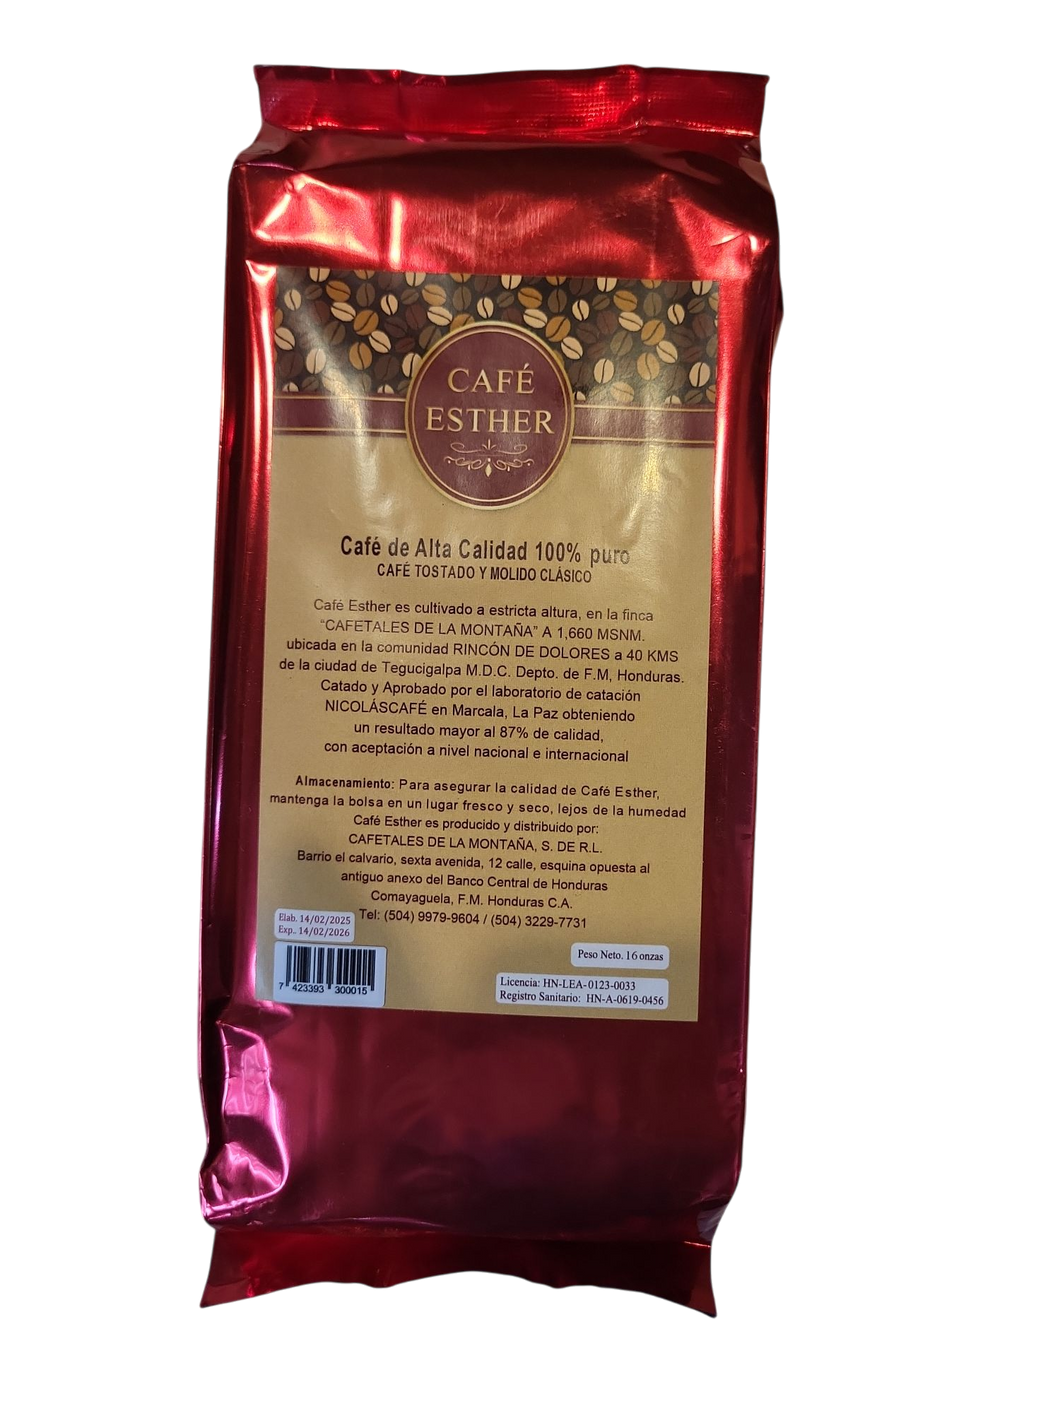 CAFÉ
ESTHER
Café de Alta Calidad 100% puro
CAFÉ TOSTADO Y MOLIDO CLÁSICO
Café Esther es cultivado a estricta altura, en la finca
“CAFETALES DE LA MONTAÑA” A 1,660 MSNM.
ubicada en la comunidad RINCÓN DE DOLORES a 40 KMS
de la ciudad de Tegucigalpa M.D.C. Depto. de F.M, Honduras.
Catado y Aprobado por el laboratorio de catación
NICOLÁSCAFÉ en Marcala, La Paz obteniendo
un resultado mayor al 87% de calidad,
con aceptación a nivel nacional e internacional
Almacenamiento: Para asegurar la calidad de Café Esther,
mantenga la bolsa en un lugar fresco y seco, lejos de la humedad
Café Esther es producido y distribuido por:
CAFETALES DE LA MONTAÑA, S. DE R.L.
Barrio el calvario, sexta avenida, 12 calle, esquina opuesta al
antiguo anexo del Banco Central de Honduras
Comayaguela, F.M. Honduras C.A.
Tel: (504) 9979-9604 / (504) 3229-7731
Elab. 14/02/2025
Exp.. 14/02/2026
7 423393 300015
Peso Neto. 16 onzas
Licencia: HN-LEA-0123-0033
Registro Sanitario: HN-A-0619-0456